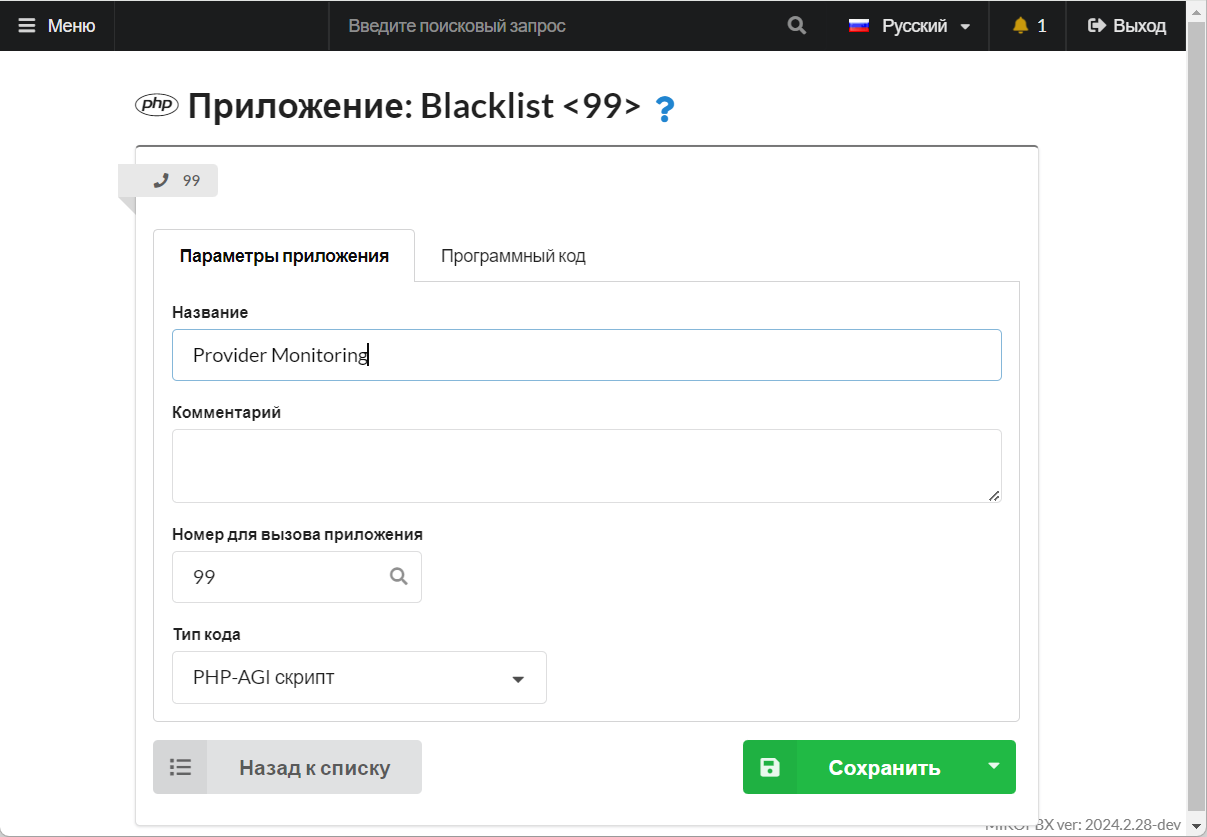 Меню
Введите поисковый запрос
Русский
1
Выход
php Приложение: Blacklist <99> ?
99
Параметры приложения
Программный код
Название
Provider Monitoring
Комментарий
Номер для вызова приложения
99
Тип кода
PHP-AGI скрипт
Назад к списку
Сохранить
MIKOPBX ver: 2024.2.28-dev